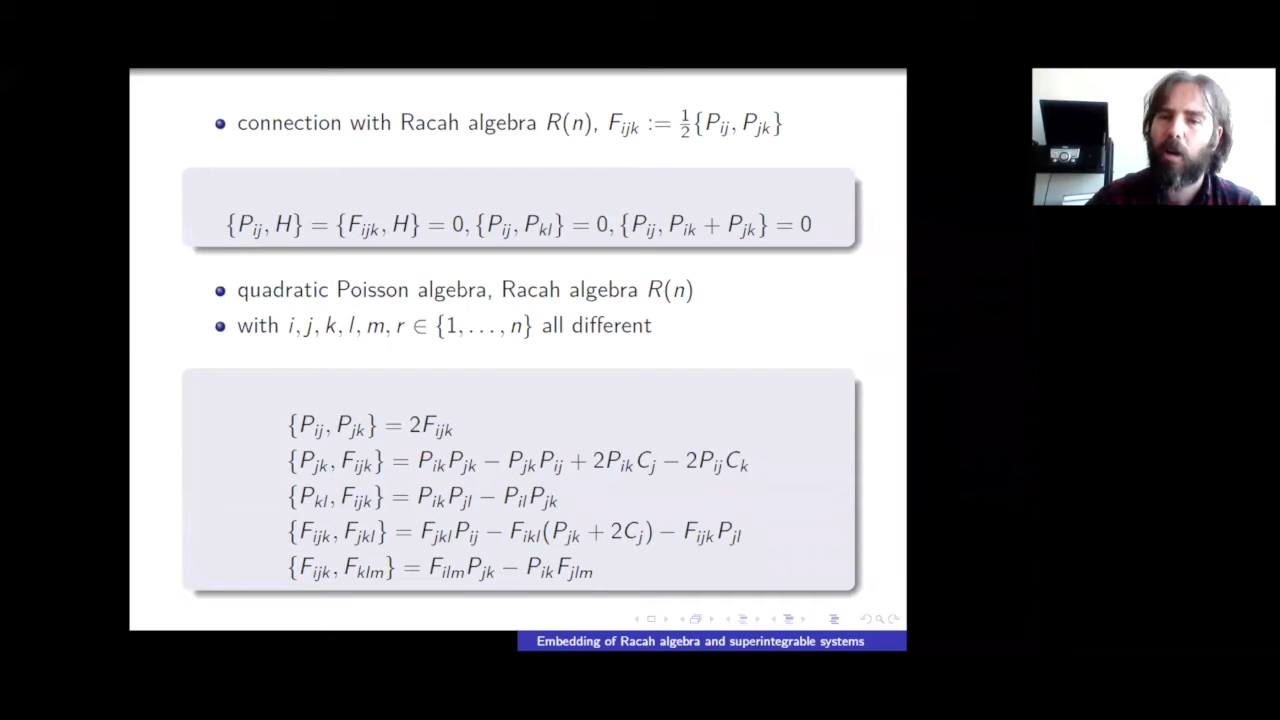 connection with Racah algebra R(n), F_{ijk} := \frac{1}{2}{P_{ij}, P_{jk}}
{P_{ij}, H} = {F_{ijk}, H} = 0, {P_{ij}, P_{kl}} = 0, {P_{ij}, P_{ik} + P_{jk}} = 0
quadratic Poisson algebra, Racah algebra R(n)
with i, j, k, l, m, r ∈ {1, . . . , n} all different
{P_{ij}, P_{jk}} = 2F_{ijk}
{P_{jk}, F_{ijk}} = P_{ik}P_{jk} − P_{jk}P_{ij} + 2P_{ik}C_j − 2P_{ij}C_k
{P_{kl}, F_{ijk}} = P_{ik}P_{jl} − P_{il}P_{jk}
{F_{ijk}, F_{jkl}} = F_{jkl}P_{ij} − F_{ikl}(P_{jk} + 2C_j) − F_{ijk}P_{jl}
{F_{ijk}, F_{klm}} = F_{ilm}P_{jk} − P_{ik}F_{jlm}
Embedding of Racah algebra and superintegrable systems